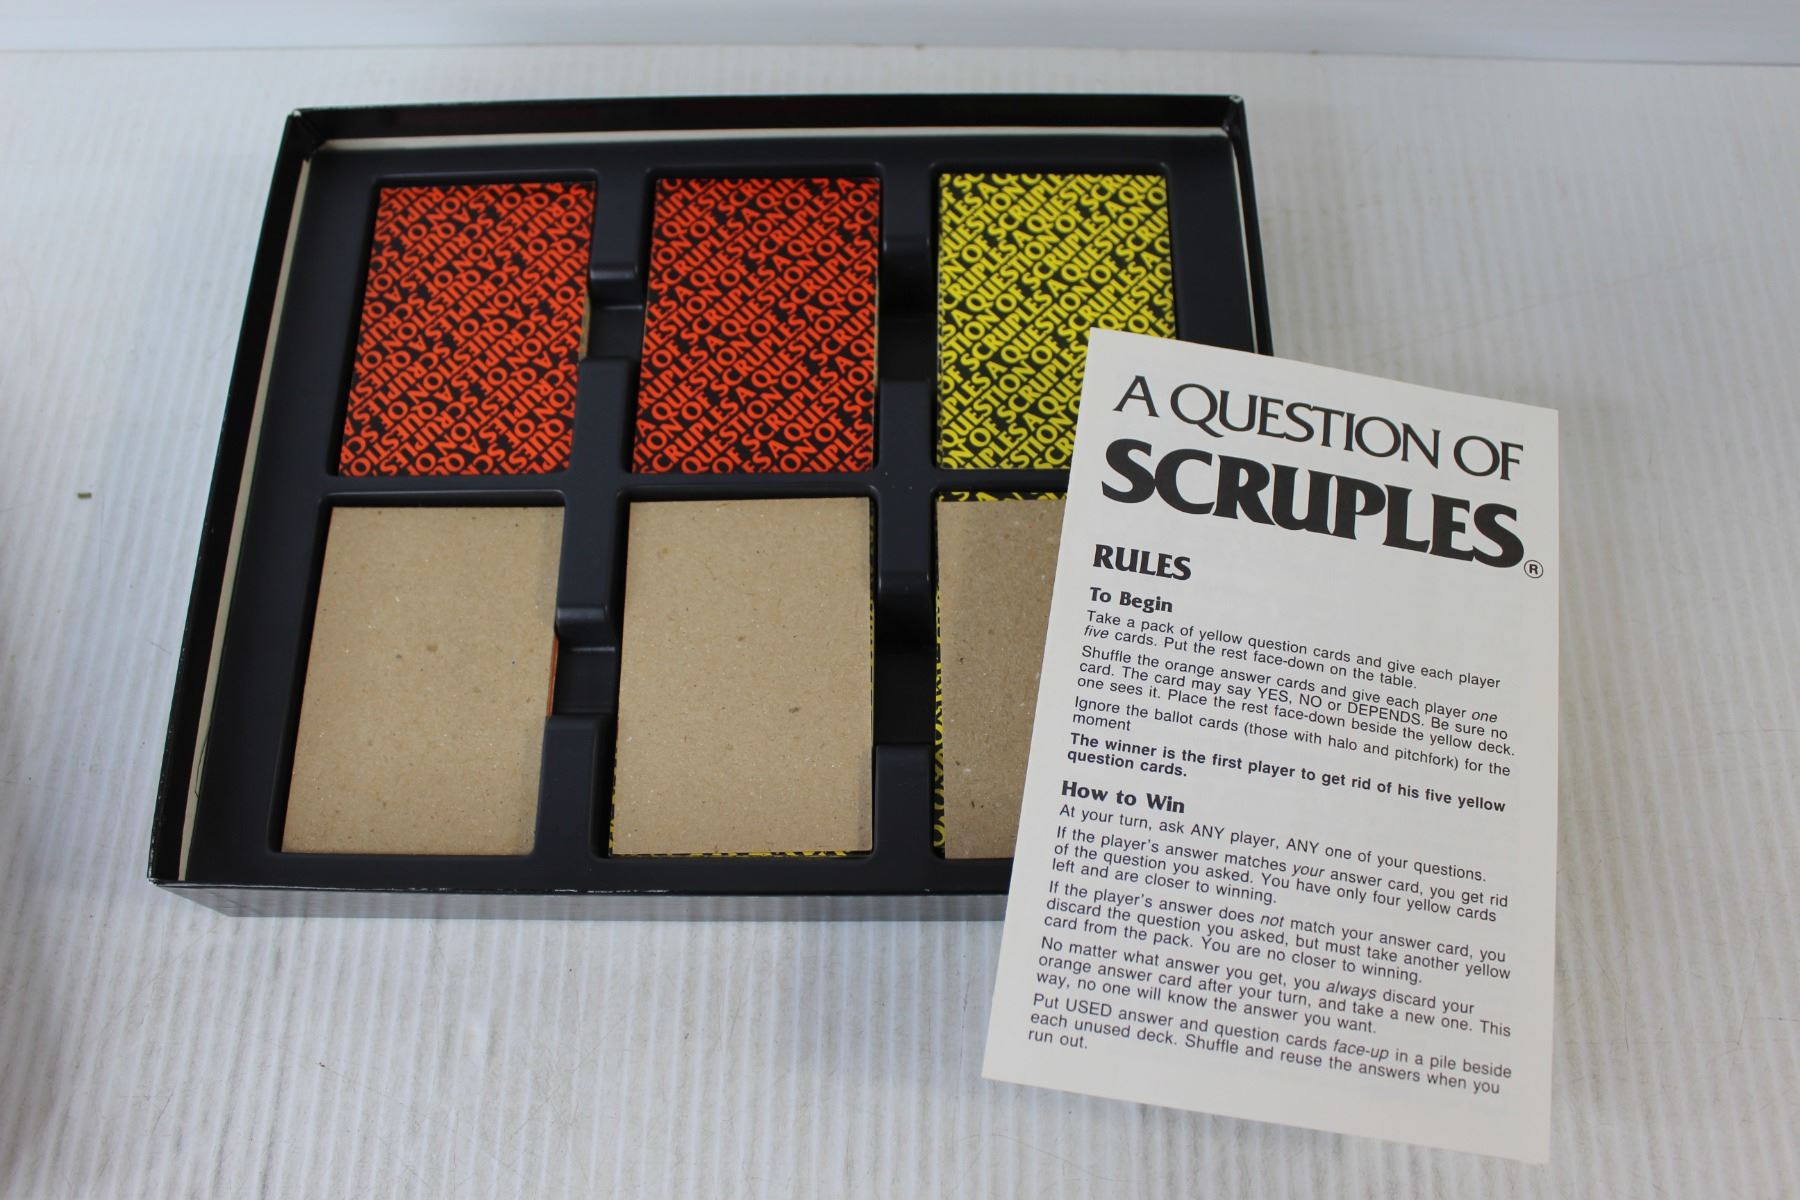 A QUESTION OF
SCRUPLES®
RULES
To Begin
Take a pack of yellow question cards and give each player
five cards. Put the rest face-down on the table.
Shuffle the orange answer cards and give each player one
card. The card may say YES, NO or DEPENDS. Be sure no
one sees it. Place the rest face-down beside the yellow deck.
Ignore the ballot cards (those with halo and pitchfork) for the
moment
The winner is the first player to get rid of his five yellow
question cards.
How to Win
At your turn, ask ANY player, ANY one of your questions.
If the player's answer matches your answer card, you get rid
of the question you asked. You have only four yellow cards
left and are closer to winning.
If the player's answer does not match your answer card, you
discard the question you asked, but must take another yellow
card from the pack. You are no closer to winning.
No matter what answer you get, you always discard your
orange answer card after your turn, and take a new one. This
way, no one will know the answer you want.
Put USED answer and question cards face-up in a pile beside
each unused deck. Shuffle and reuse the answers when you
run out.